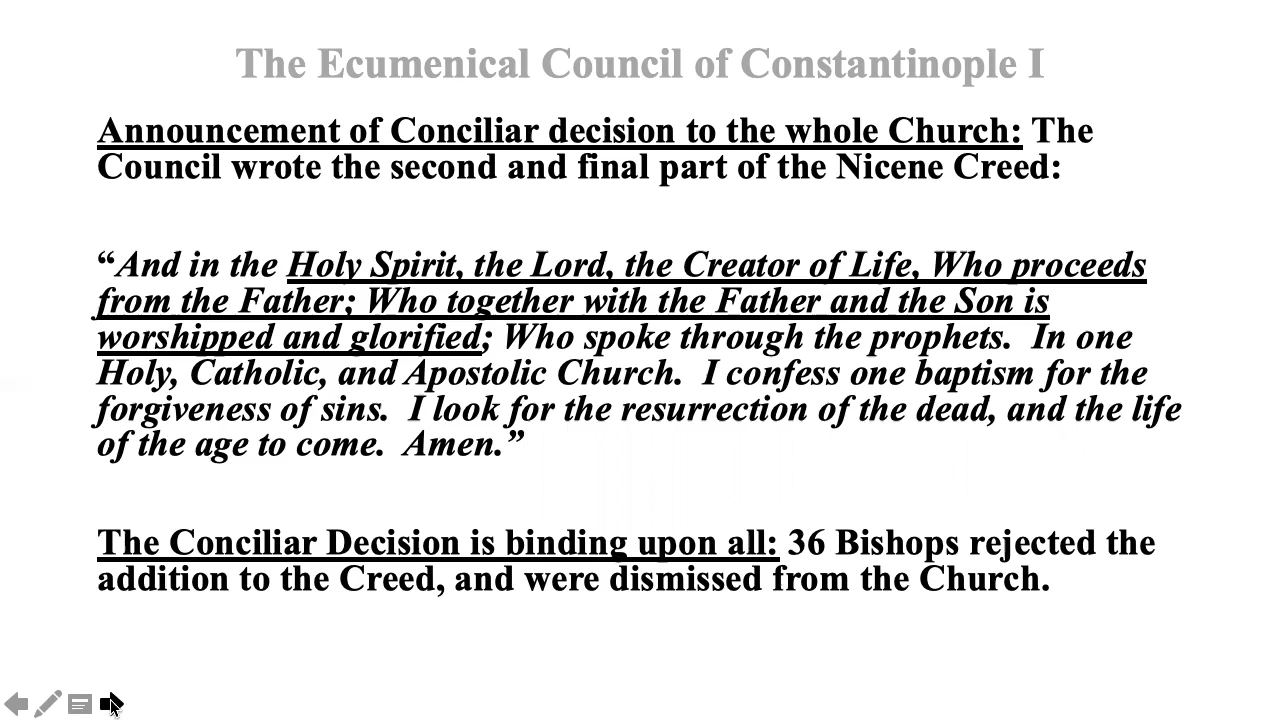 The Ecumenical Council of Constantinople I
Announcement of Conciliar decision to the whole Church: The
Council wrote the second and final part of the Nicene Creed:
“And in the Holy Spirit, the Lord, the Creator of Life, Who proceeds
from the Father; Who together with the Father and the Son is
worshipped and glorified; Who spoke through the prophets.  In one
Holy, Catholic, and Apostolic Church.  I confess one baptism for the
forgiveness of sins.  I look for the resurrection of the dead, and the life
of the age to come.  Amen.”
The Conciliar Decision is binding upon all: 36 Bishops rejected the
addition to the Creed, and were dismissed from the Church.